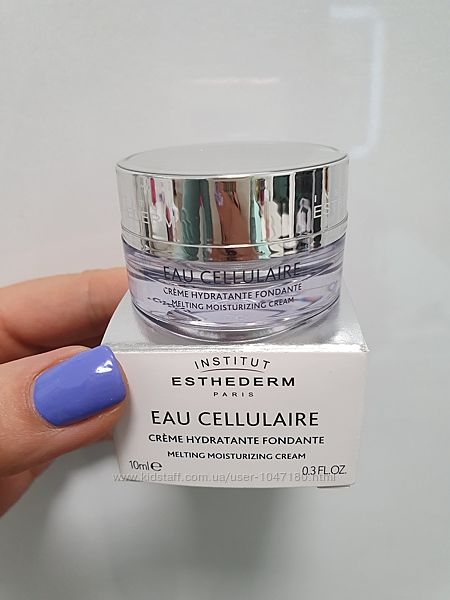 EAU CELLULAIRE
CRÈME HYDRATANTE FONDANTE
MELTING MOISTURIZING CREAM
INSTITUT
ESTHEDERM
PARIS
EAU CELLULAIRE
CRÈME HYDRATANTE FONDANTE
MELTING MOISTURIZING CREAM
10ml e 0.3 FL.OZ.
www.kidstaff.com.ua/user-1047180.html